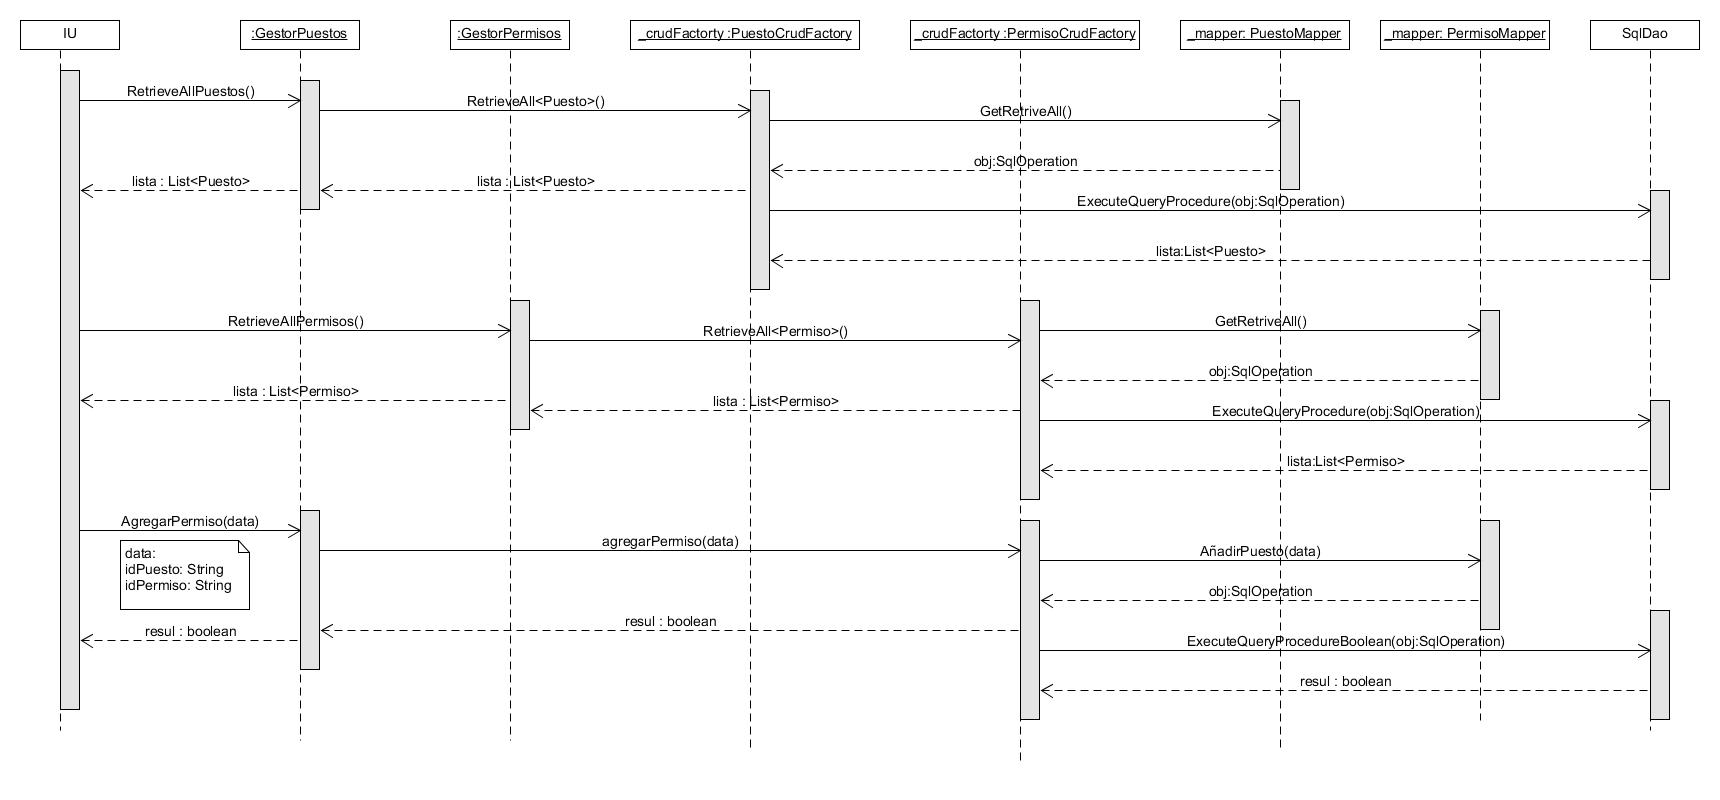 IU
:GestorPuestos
:GestorPermisos
_crudFactorty :PuestoCrudFactory
_crudFactorty :PermisoCrudFactory
_mapper: PuestoMapper
_mapper: PermisoMapper
SqlDao
RetrieveAllPuestos()
RetrieveAll<Puesto>()
GetRetriveAll()
obj:SqlOperation
lista : List<Puesto>
lista : List<Puesto>
ExecuteQueryProcedure(obj:SqlOperation)
lista:List<Puesto>
RetrieveAllPermisos()
RetrieveAll<Permiso>()
GetRetriveAll()
obj:SqlOperation
lista : List<Permiso>
lista : List<Permiso>
ExecuteQueryProcedure(obj:SqlOperation)
lista:List<Permiso>
AgregarPermiso(data)
data:
idPuesto: String
idPermiso: String
agregarPermiso(data)
AñadirPuesto(data)
obj:SqlOperation
resul : boolean
resul : boolean
ExecuteQueryProcedureBoolean(obj:SqlOperation)
resul : boolean